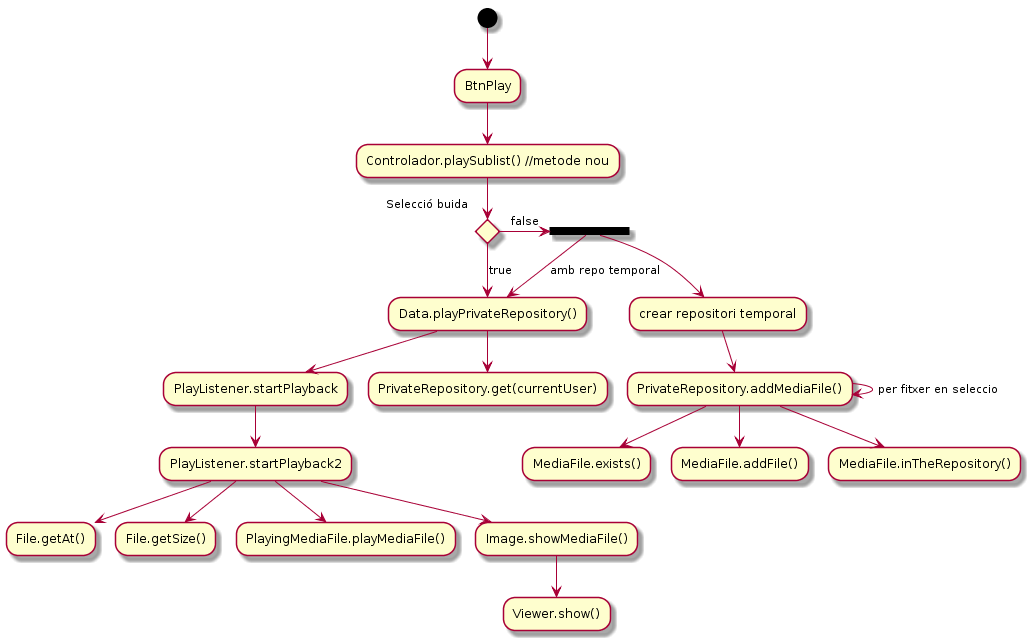 BtnPlay
Controlador.playSublist() //metode nou
Selecció buida
false
true
amb repo temporal
Data.playPrivateRepository()
crear repositori temporal
PlayListener.startPlayback
PrivateRepository.get(currentUser)
PrivateRepository.addMediaFile()
per fitxer en seleccio
PlayListener.startPlayback2
MediaFile.exists()
MediaFile.addFile()
MediaFile.inTheRepository()
File.getAt()
File.getSize()
PlayingMediaFile.playMediaFile()
Image.showMediaFile()
Viewer.show()